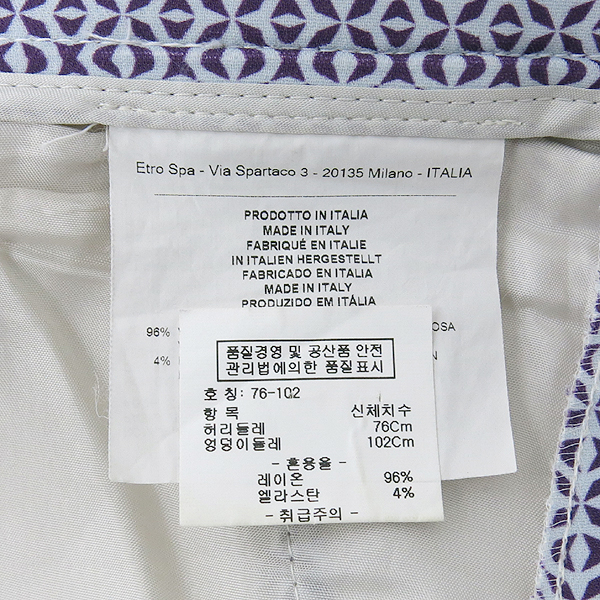 Etro Spa - Via Spartaco 3 - 20135 Milano - ITALIA
PRODOTTO IN ITALIA
MADE IN ITALY
FABRIQUÉ EN ITALIE
IN ITALIEN HERGESTELLT
FABRICADO EN ITALIA
MADE IN ITALY
PRODUZIDO EM ITÂLIA
96%
4%
품질경영 및 공산품 안전
관리법에의한 품질표시
호 칭: 76-102
항 목 신체치수
허리둘레 76Cm
엉덩이둘레 102Cm
- 혼용율 -
레이온 96%
엘라스탄 4%
- 취급주의 -